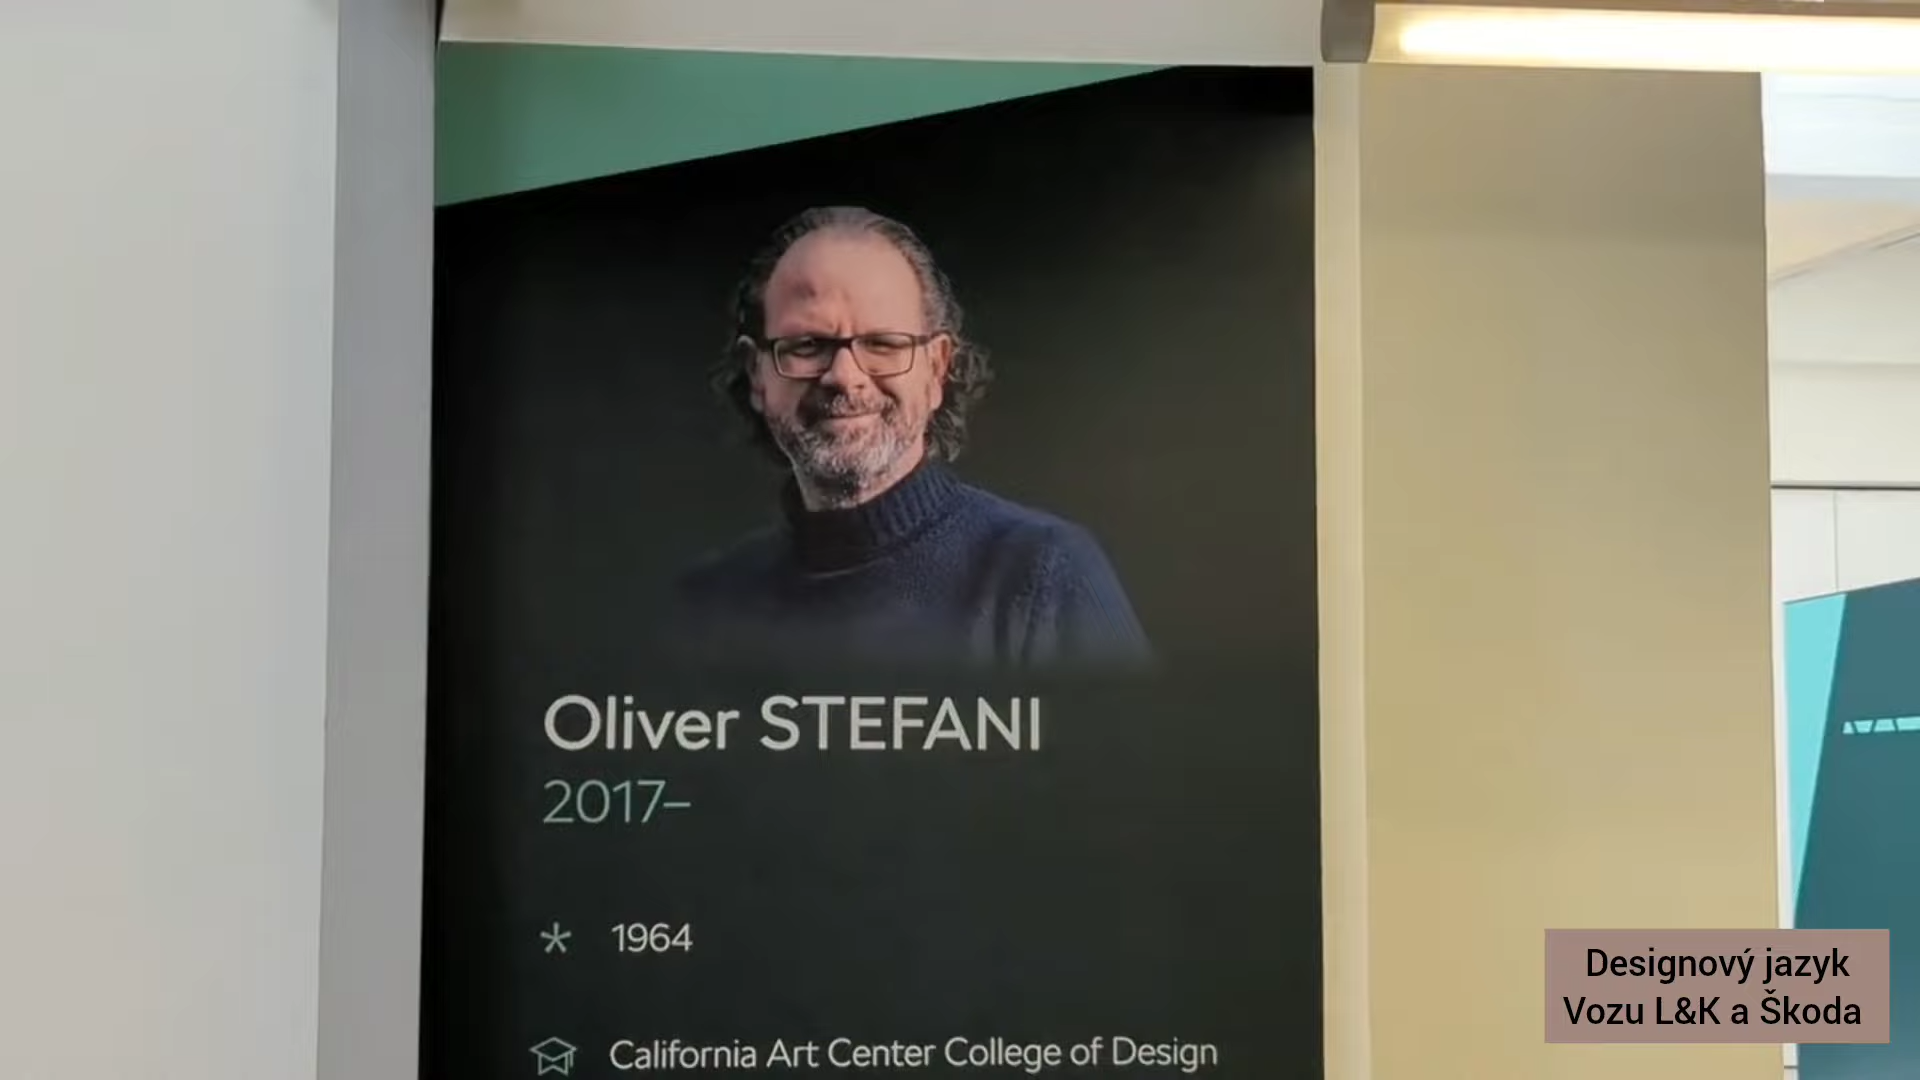 Oliver STEFANI
2017–
* 1964
California Art Center College of Design
Designový jazyk
Vozu L&K a Škoda